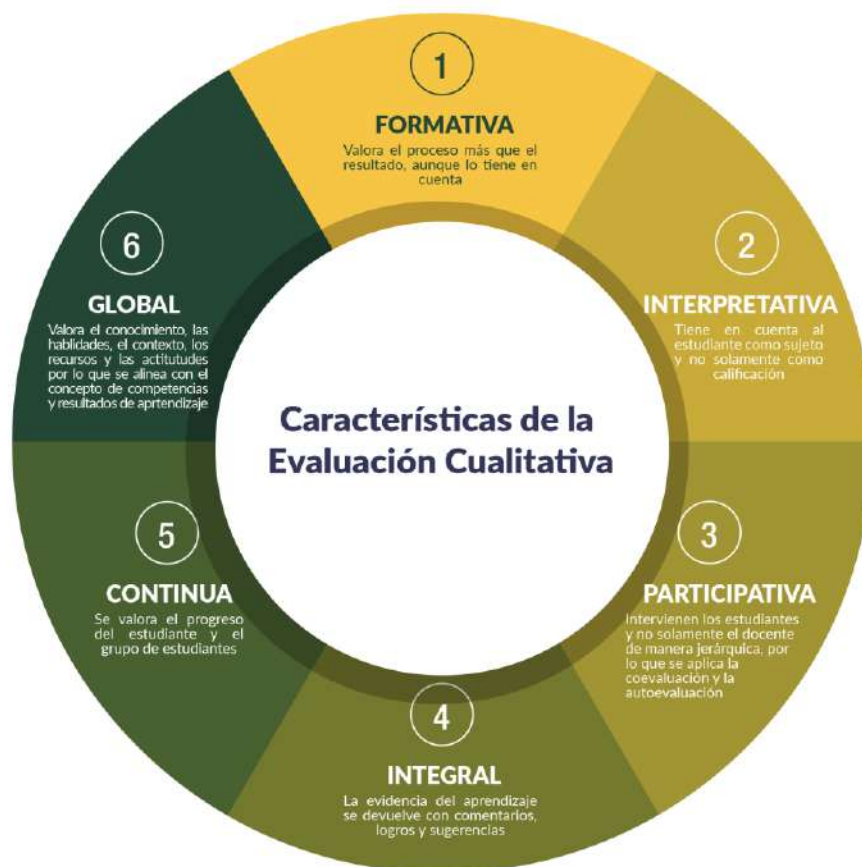 1
FORMATIVA
Valora el proceso más que el
resultado, aunque lo tiene en
cuenta
2
INTERPRETATIVA
Tiene en cuenta al
estudiante como sujeto
y no solamente como
calificación
3
PARTICIPATIVA
Intervienen los estudiantes
y no solamente el docente
de manera jerárquica, por
lo que se aplica la
coevaluación y la
autoevaluación
4
INTEGRAL
La evidencia del aprendizaje
se devuelve con comentarios,
logros y sugerencias
5
CONTINUA
Se valora el progreso
del estudiante y el
grupo de estudiantes
6
GLOBAL
Valora el conocimiento, las
hablidades, el contexto, los
recursos y las actitutudes
por lo que se alinea con el
concepto de competencias
y resultados de aprtendizaje
Características de la
Evaluación Cualitativa